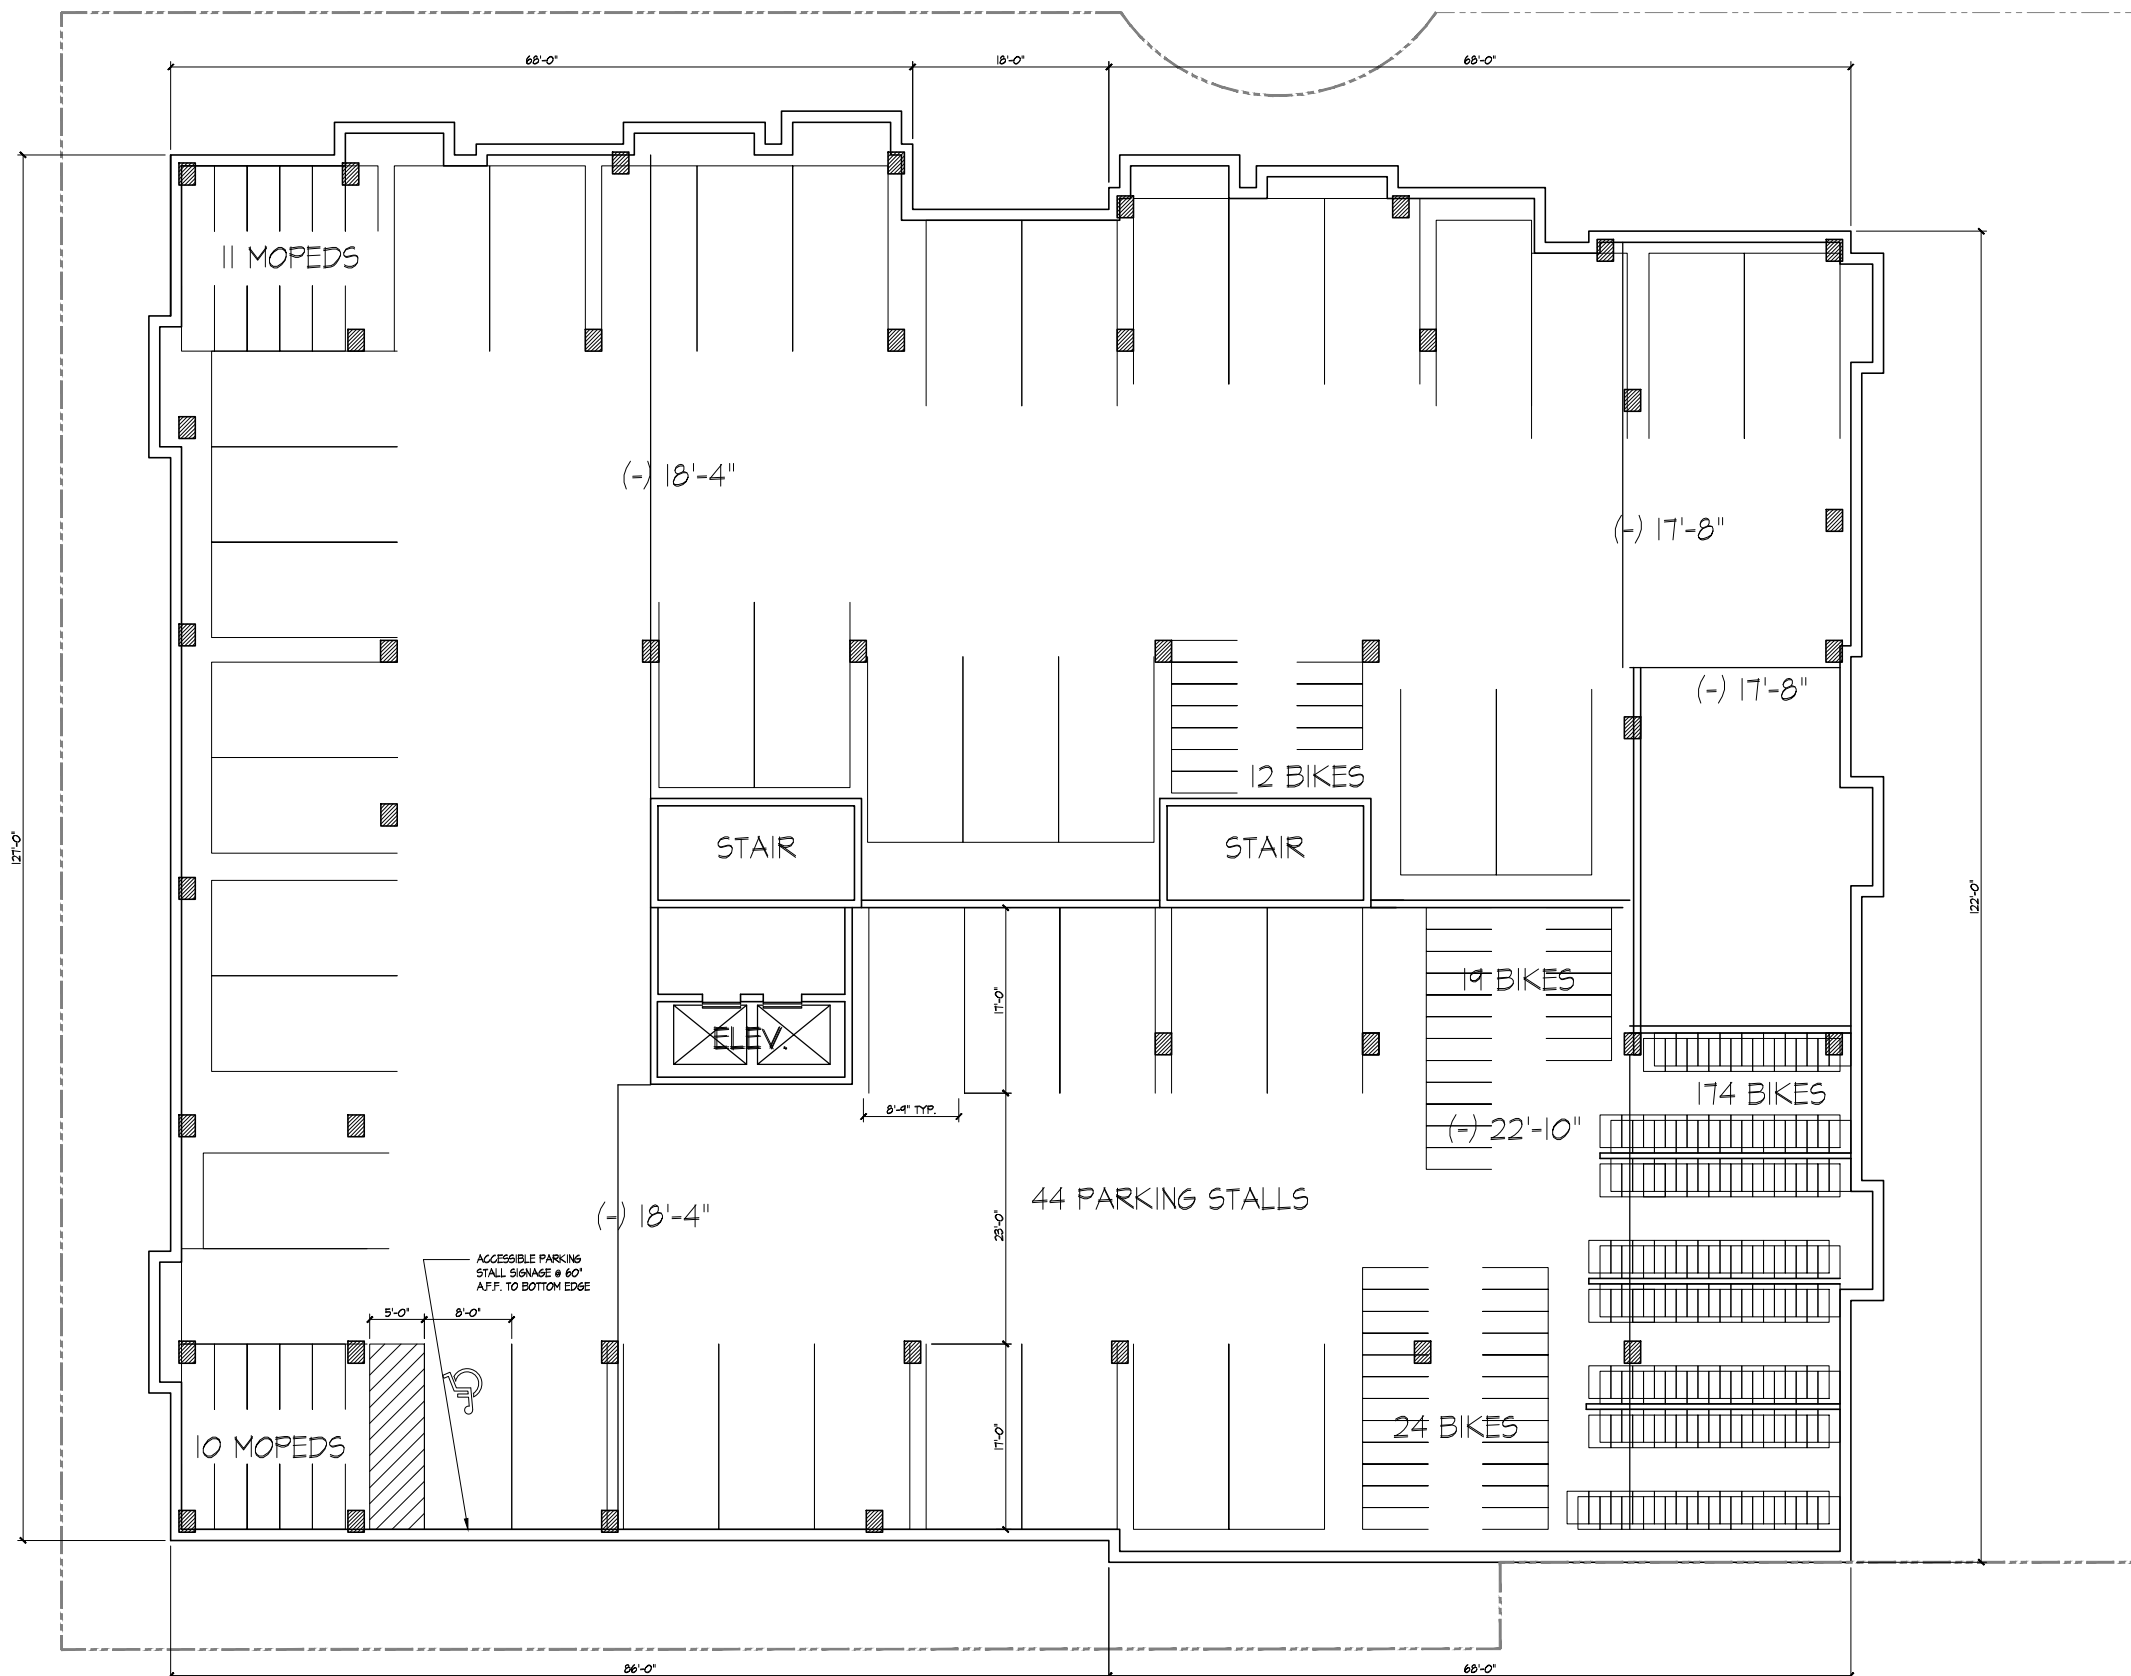 68'-0"
18'-0"
68'-0"
11 MOPEDS
(-) 18'-4"
(-) 17'-8"
(-) 17'-8"
12 BIKES
STAIR
STAIR
127'-0"
122'-0"
19 BIKES
17'-0"
ELEV.
174 BIKES
8'-9" TYP.
(-) 22'-10"
44 PARKING STALLS
(-) 18'-4"
23'-0"
ACCESSIBLE PARKING
STALL SIGNAGE @ 60"
A.F.F. TO BOTTOM EDGE
5'-0"
8'-0"
24 BIKES
17'-0"
10 MOPEDS
86'-0"
68'-0"